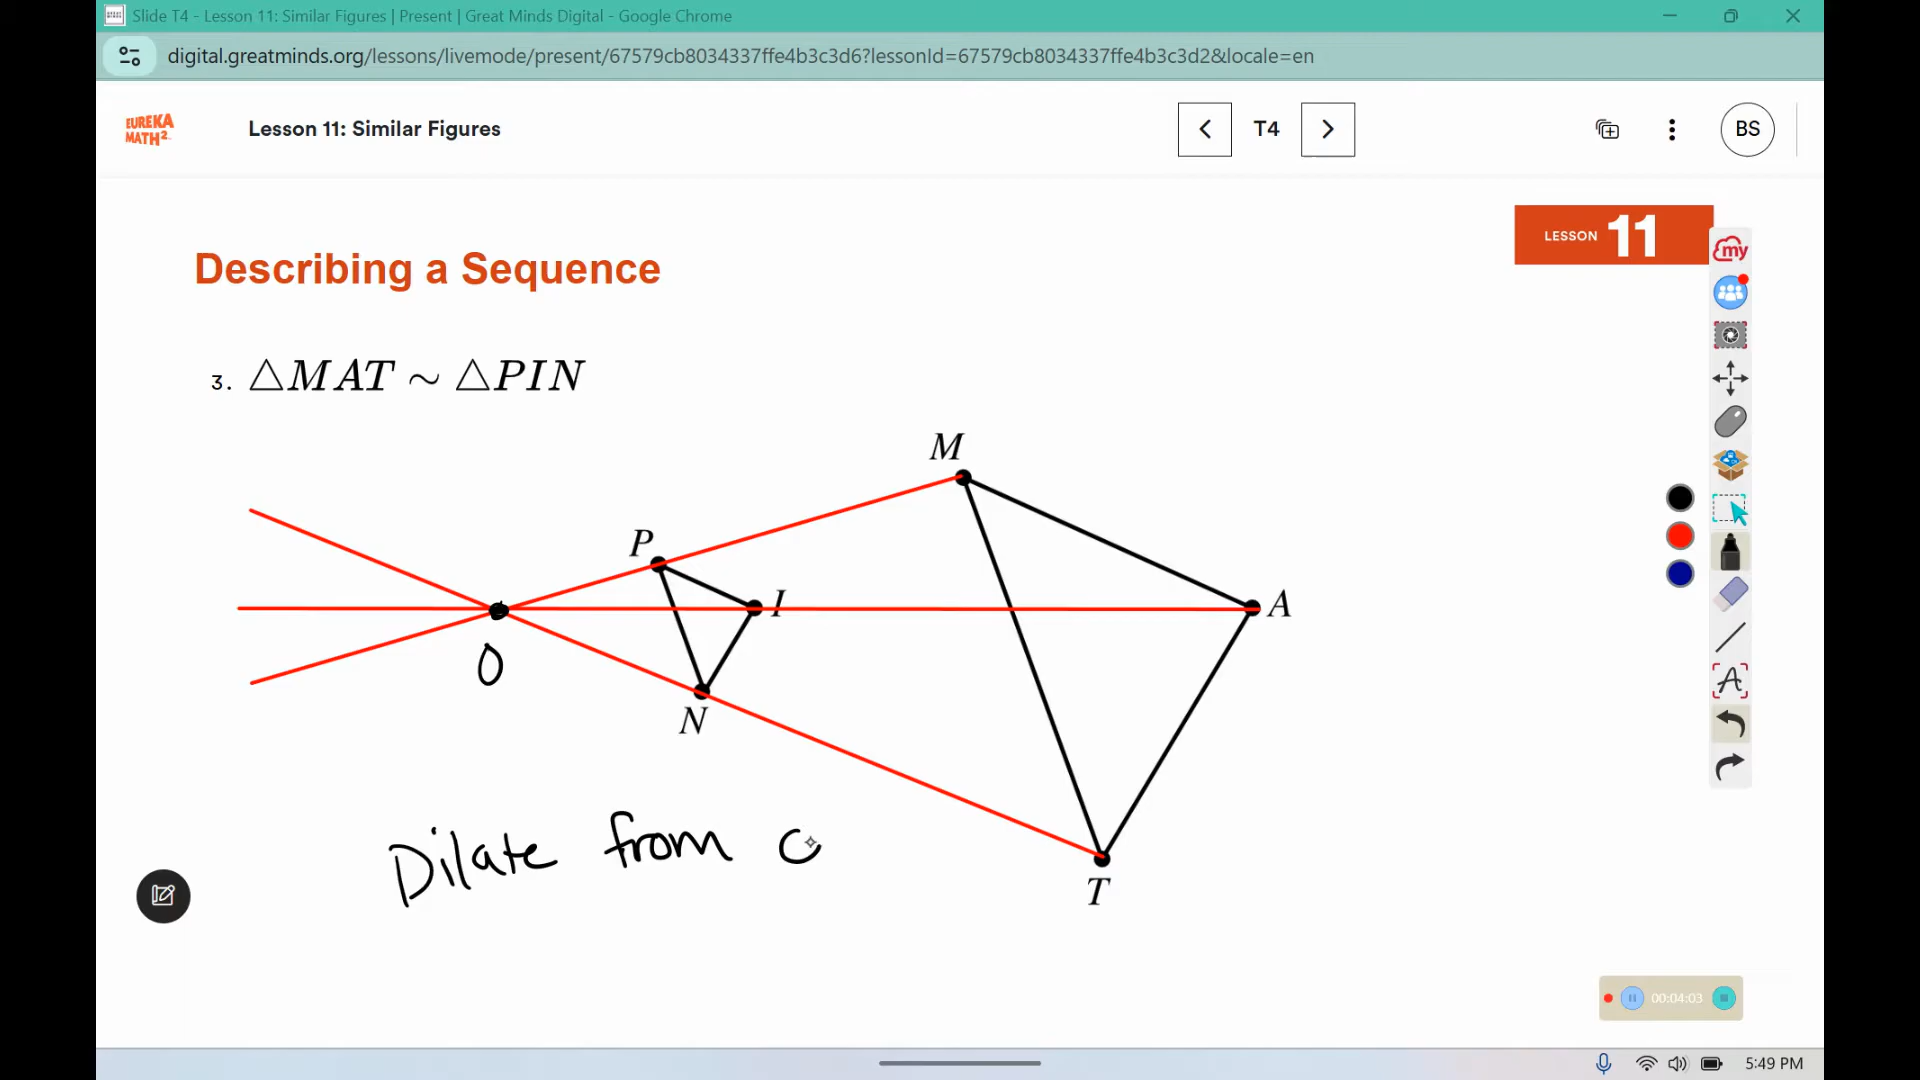 Slide T4 - Lesson 11: Similar Figures | Present | Great Minds Digital - Google Chrome
digital.greatminds.org/lessons/livemode/present/67579cb8034337ffe4b3c3d6?lessonId=67579cb8034337ffe4b3c3d2&locale=en
EUREKA
MATH²
Lesson 11: Similar Figures
T4
BS
LESSON 11
my
Describing a Sequence
3. △MAT ~ △PIN
M
P
I
A
O
N
A
Dilate from
T
00:04:03
5:49 PM